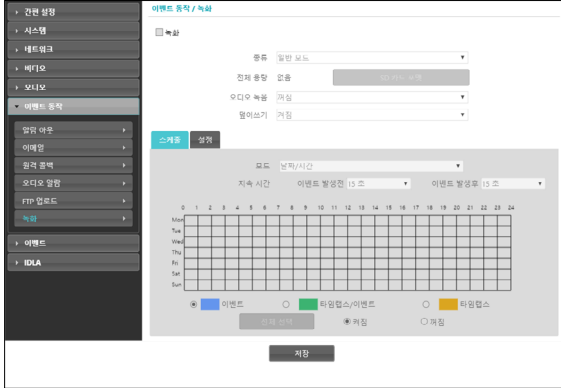 간편 설정
시스템
네트워크
비디오
오디오
이벤트 동작
알람 아웃
이메일
원격 콜백
오디오 알람
FTP 업로드
녹화
이벤트
IDLA
이벤트 동작 / 녹화
녹화
종류 일반 모드
전체 용량 없음
오디오 녹음 꺼짐
덮어쓰기 켜짐
스케줄 설정
모드 날짜/시간
지속 시간 이벤트 발생전 15 초 이벤트 발생후 15 초
0 1 2 3 4 5 6 7 8 9 10 11 12 13 14 15 16 17 18 19 20 21 22 23 24
Mon
Tue
Wed
Thu
Fri
Sat
Sun
이벤트 타임랩스/이벤트 타임랩스
전체 선택 켜짐 꺼짐
저장